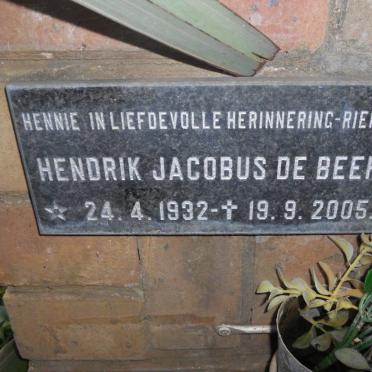 HENNIE IN LIEFDEVOLLE HERINNERING-RIE
HENDRIK JACOBUS DE BEER
☆ 24.4.1932-✝ 19.9.2005.